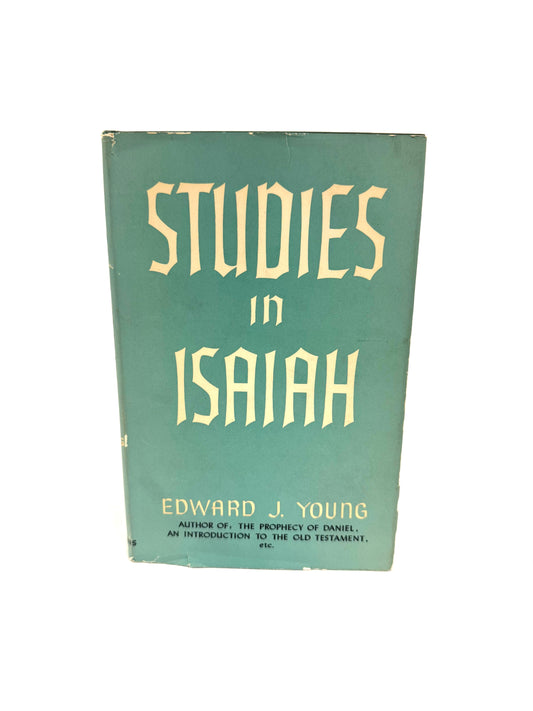 STUDIES
in
ISAIAH
EDWARD J. YOUNG
AUTHOR OF: THE PROPHECY OF DANIEL,
AN INTRODUCTION TO THE OLD TESTAMENT,
etc.